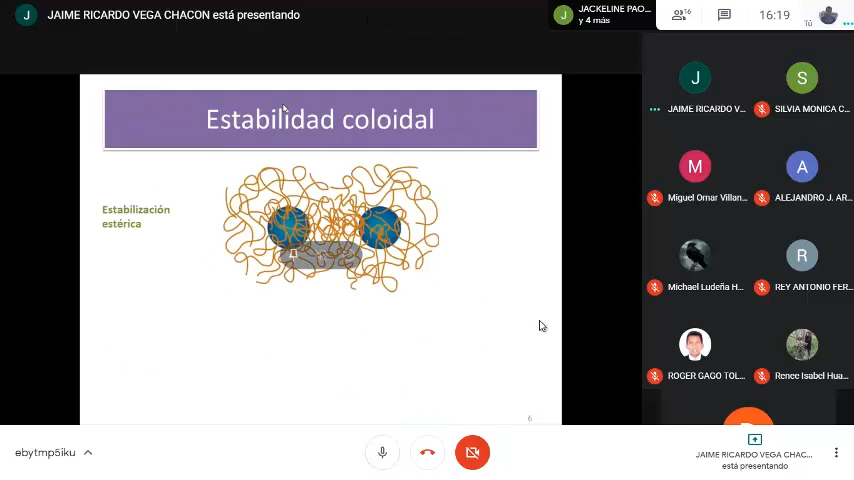 J
JAIME RICARDO VEGA CHACON está presentando
J
JACKELINE PAO...
y 4 más
16
16:19
Tú
Estabilidad coloidal
Estabilización
estérica
6
J
JAIME RICARDO V...
S
SILVIA MONICA C...
M
Miguel Omar Villan...
A
ALEJANDRO J. AR...
Michael Ludeña H...
R
REY ANTONIO FER...
ROGER GAGO TOL...
Renee Isabel Hua...
ebytmp5iku
JAIME RICARDO VEGA CHAC...
está presentando